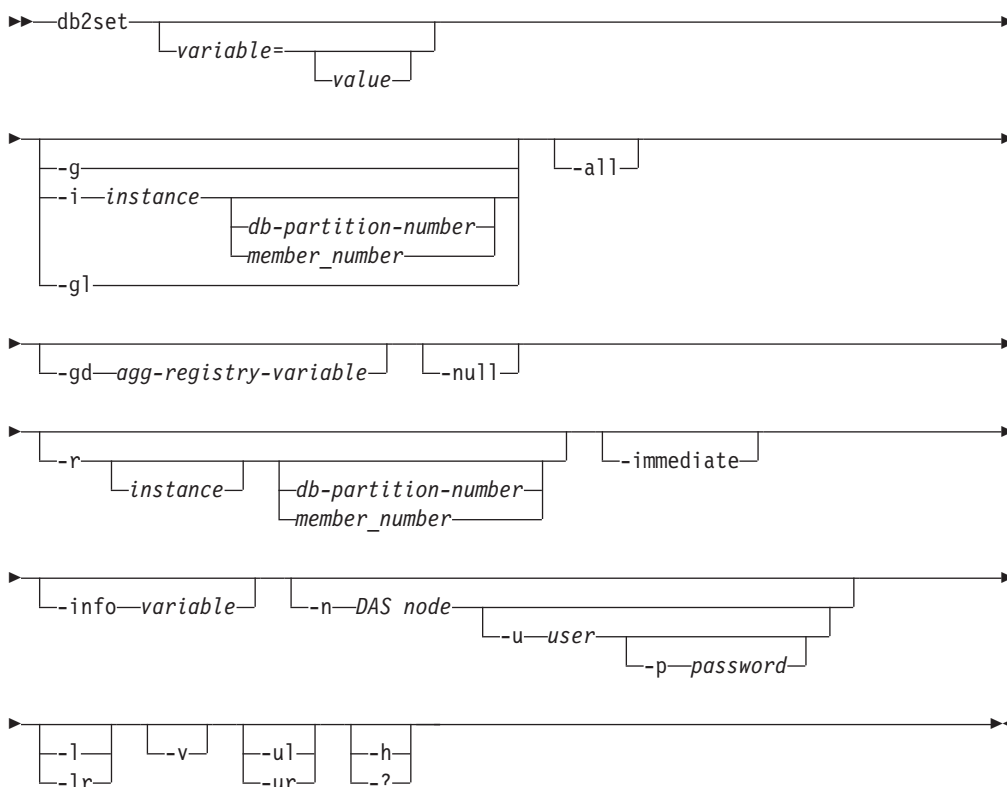 db2set
variable=
value
-g
-all
-i instance
db-partition-number
member_number
-gl
-gd agg-registry-variable
-null
-r
-immediate
instance
db-partition-number
member_number
-info variable
-n DAS node
-u user
-p password
-l
-v
-ul
-h
-lr
-ur
-?